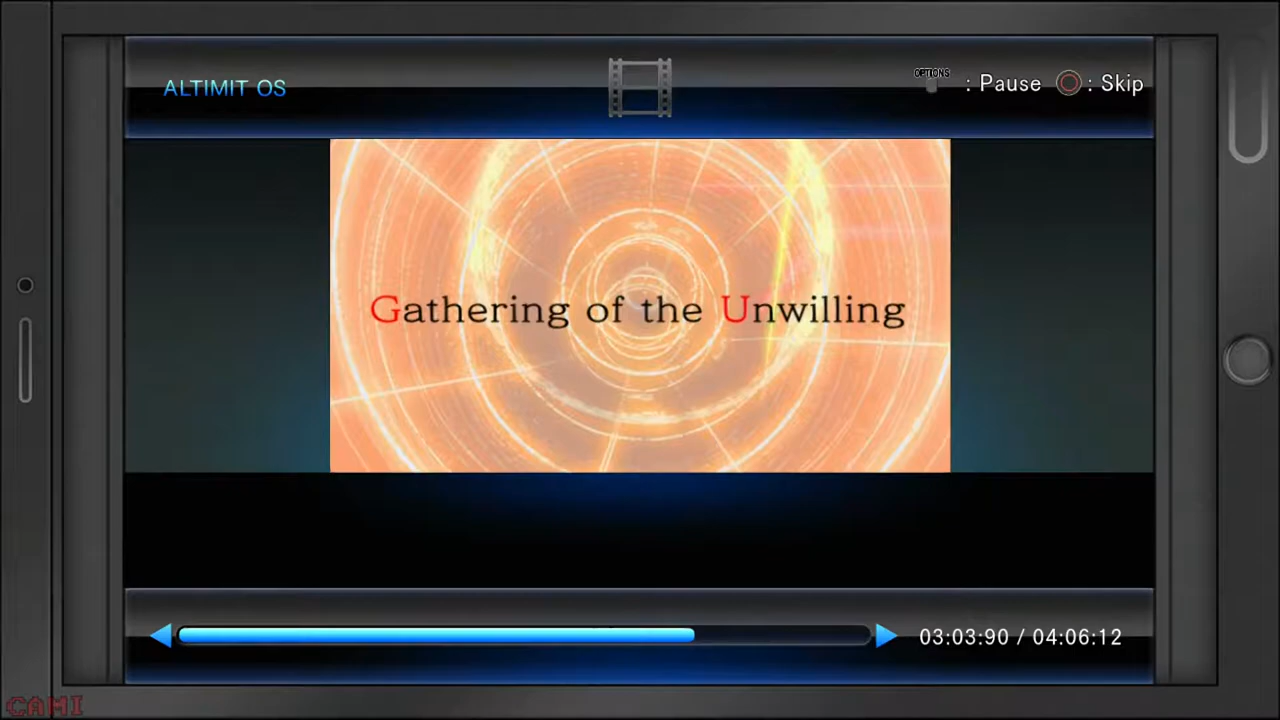 ALTIMIT OS
OPTIONS : Pause : Skip
Gathering of the Unwilling
03:03:90 / 04:06:12
CAMI